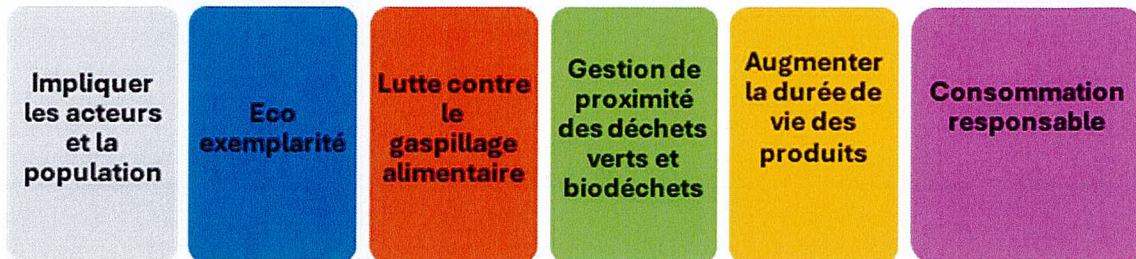 Impliquer
les acteurs
et la
population
Eco
exemplarité
Lutte contre
le
gaspillage
alimentaire
Gestion de
proximité
des déchets
verts et
biodéchets
Augmenter
la durée de
vie des
produits
Consommation
responsable